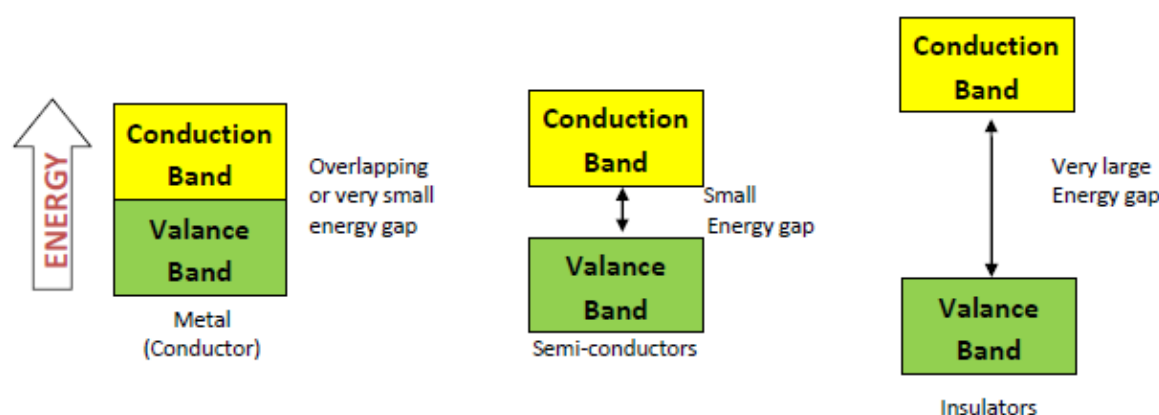 ENERGY
Conduction
Band
Valance
Band
Metal
(Conductor)
Overlapping
or very small
energy gap
Conduction
Band
Small
Energy gap
Valance
Band
Semi-conductors
Conduction
Band
Very large
Energy gap
Valance
Band
Insulators